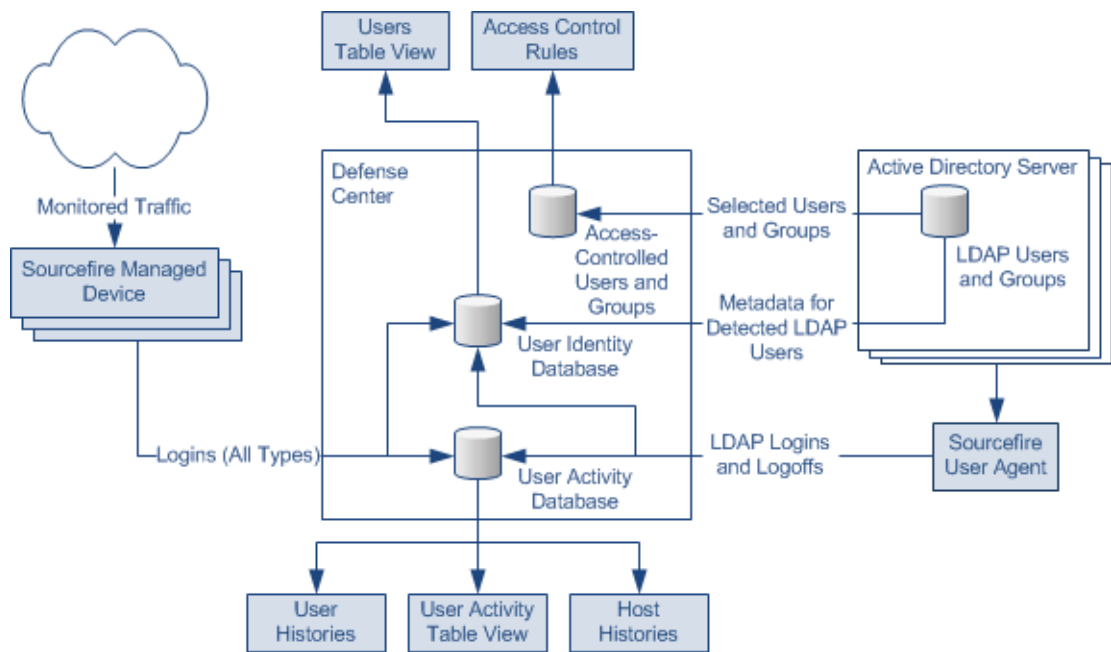 Users
Table View
Access Control
Rules
Defense
Center
Active Directory Server
Monitored Traffic
Selected Users
and Groups
Access-
Controlled
Users and
Groups
LDAP Users
and Groups
Sourcefire Managed
Device
Metadata for
Detected LDAP
Users
User Identity
Database
Logins (All Types)
LDAP Logins
and Logoffs
Sourcefire
User Agent
User Activity
Database
User
Histories
User Activity
Table View
Host
Histories